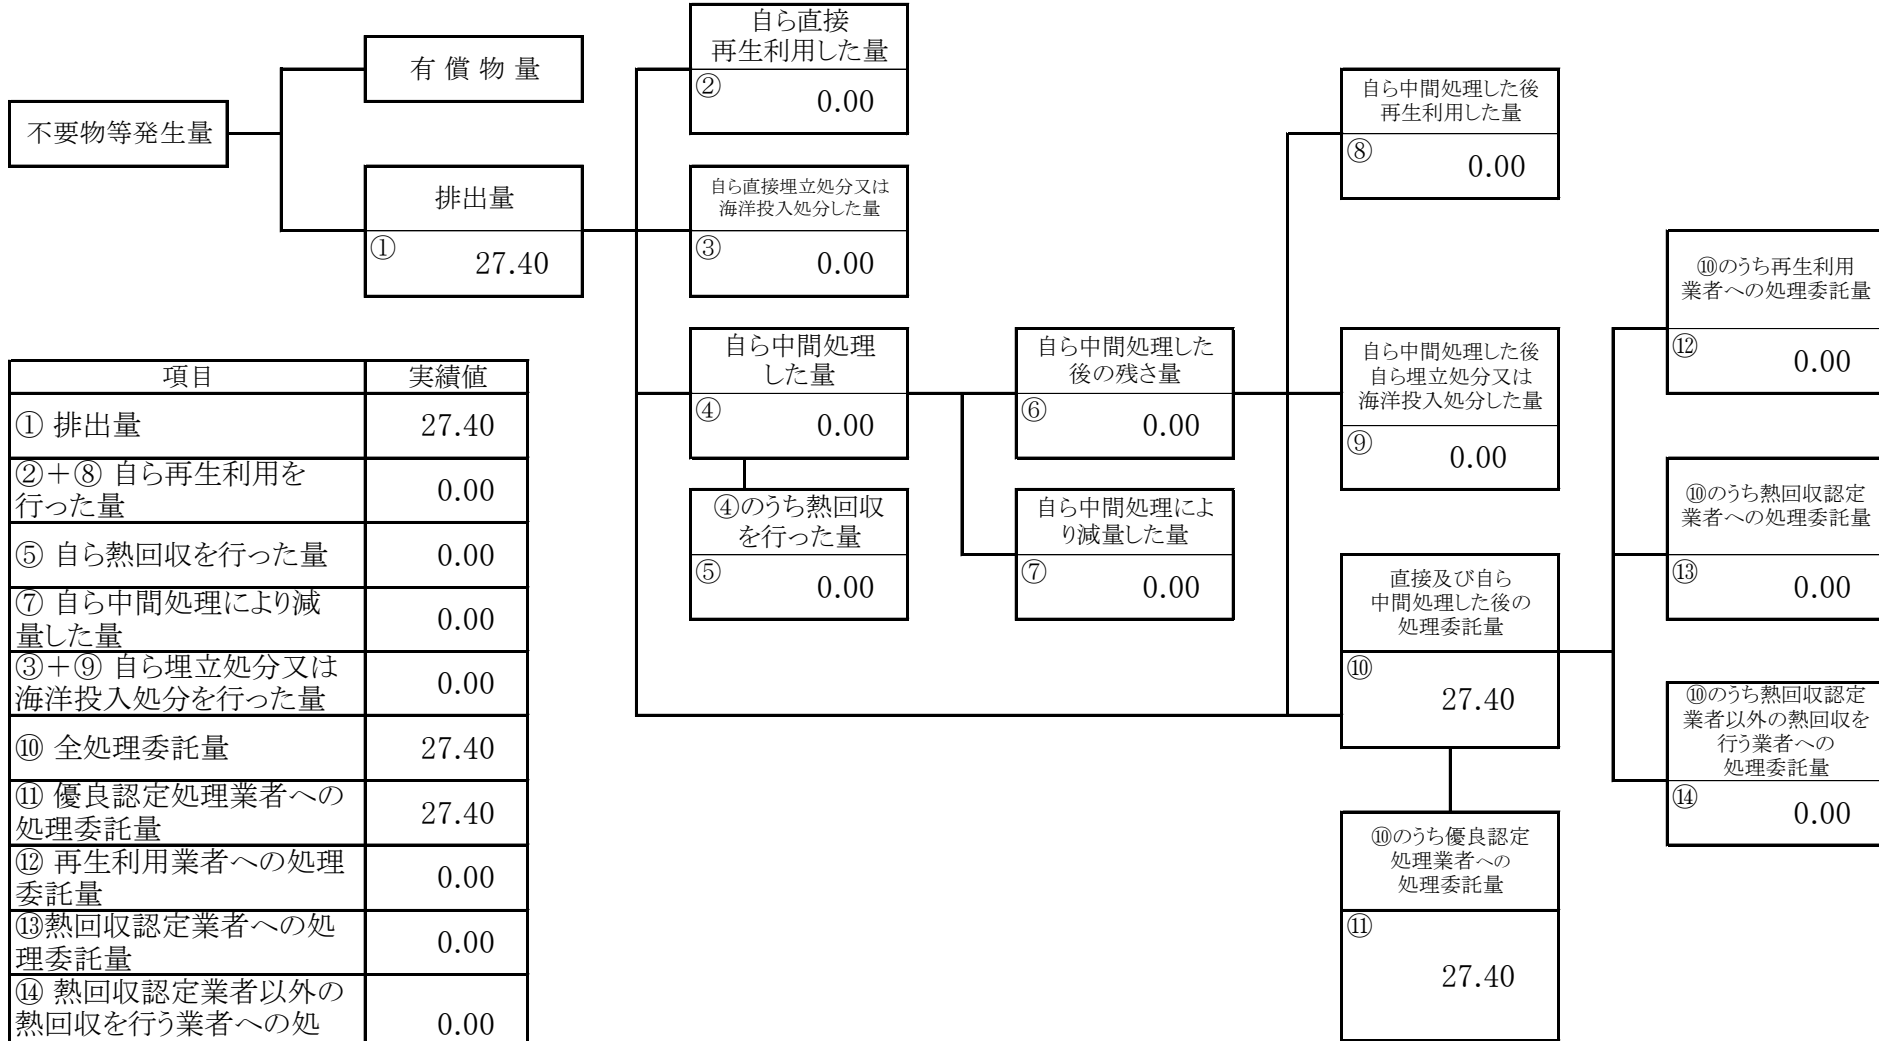 不要物等発生量
有 償 物 量
排出量
①
27.40
自ら直接
再生利用した量
②
0.00
自ら直接埋立処分又は
海洋投入処分した量
③
0.00
自ら中間処理
した量
④
0.00
④のうち熱回収
を行った量
⑤
0.00
自ら中間処理した
後の残さ量
⑥
0.00
自ら中間処理によ
り減量した量
⑦
0.00
自ら中間処理した後
再生利用した量
⑧
0.00
自ら中間処理した後
自ら埋立処分又は
海洋投入処分した量
⑨
0.00
直接及び自ら
中間処理した後の
処理委託量
⑩
27.40
⑩のうち優良認定
処理業者への
処理委託量
⑪
27.40
⑩のうち再生利用
業者への処理委託量
⑫
0.00
⑩のうち熱回収認定
業者への処理委託量
⑬
0.00
⑩のうち熱回収認定
業者以外の熱回収を
行う業者への
処理委託量
⑭
0.00
項目 実績値
① 排出量 27.40
②＋⑧ 自ら再生利用を
行った量 0.00
⑤ 自ら熱回収を行った量 0.00
⑦ 自ら中間処理により減
量した量 0.00
③＋⑨ 自ら埋立処分又は
海洋投入処分を行った量 0.00
⑩ 全処理委託量 27.40
⑪ 優良認定処理業者への
処理委託量 27.40
⑫ 再生利用業者への処理
委託量 0.00
⑬熱回収認定業者への処
理委託量 0.00
⑭ 熱回収認定業者以外の
熱回収を行う業者への処 0.00